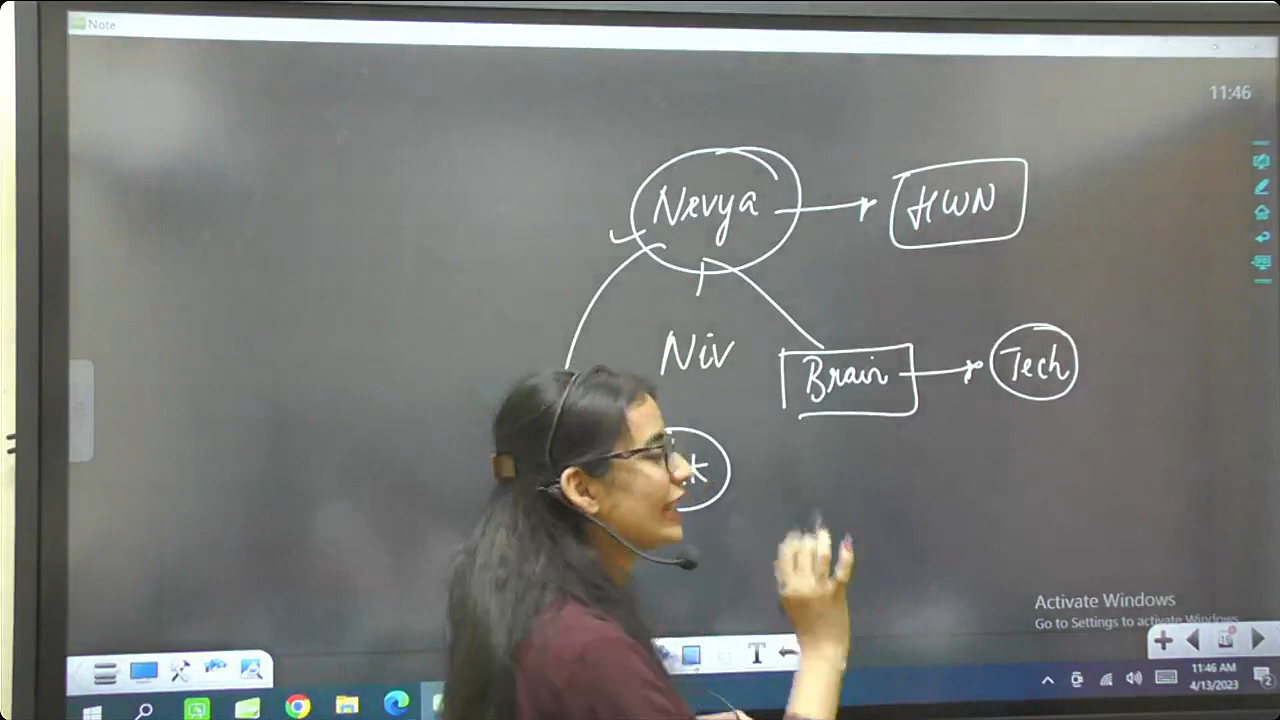 Note
11:46
Nevya
HWN
Niv
Brain
Tech
Activate Windows
Go to Settings to activate Windows.
T
11:46 AM
4/13/2023